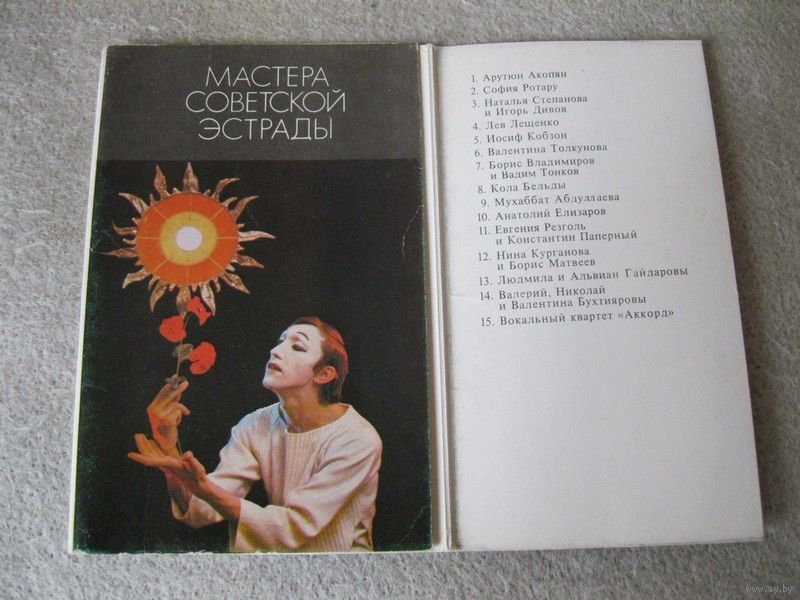 МАСТЕРА
СОВЕТСКОЙ
ЭСТРАДЫ
1. Арутюн Акопян
2. София Ротару
3. Наталья Степанова
и Игорь Дивов
4. Лев Лещенко
5. Иосиф Кобзон
6. Валентина Толкунова
7. Борис Владимиров
и Вадим Тонков
8. Кола Бельды
9. Мухаббат Абдуллаева
10. Анатолий Елизаров
11. Евгения Резголь
и Константин Паперный
12. Нина Курганова
и Борис Матвеев
13. Людмила и Альвиан Гайдаровы
14. Валерий, Николай
и Валентина Бухтияровы
15. Вокальный квартет «Аккорд»
www.ay.by